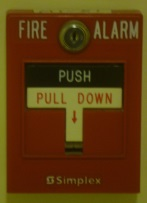 FIRE ALARM
PUSH
PULL DOWN
Simplex